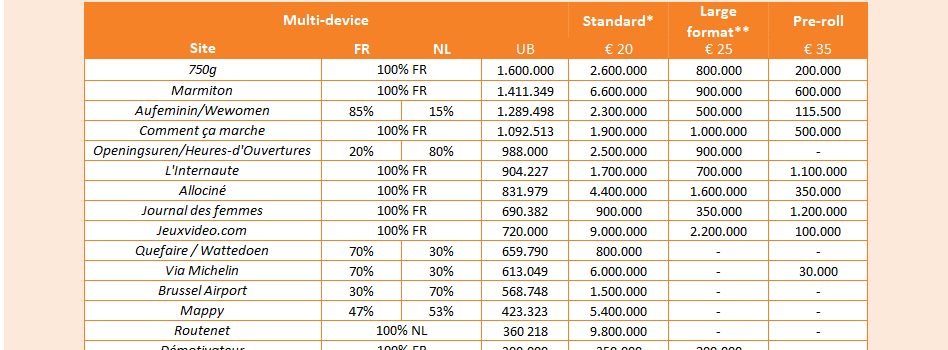 Multi-device Standard* Large format** Pre-roll
Site FR NL UB € 20 € 25 € 35
750g 100% FR 1.600.000 2.600.000 800.000 200.000
Marmiton 100% FR 1.411.349 6.600.000 900.000 600.000
Aufeminin/Wewomen 85% 15% 1.289.498 2.300.000 500.000 115.500
Comment ça marche 100% FR 1.092.513 1.900.000 1.000.000 500.000
Openingsuren/Heures-d'Ouvertures 20% 80% 988.000 2.500.000 900.000 -
L'Internaute 100% FR 904.227 1.700.000 700.000 1.100.000
Allociné 100% FR 831.979 4.400.000 1.600.000 350.000
Journal des femmes 100% FR 690.382 900.000 350.000 1.200.000
Jeuxvideo.com 100% FR 720.000 9.000.000 2.200.000 100.000
Quefaire / Wattedoen 70% 30% 659.790 800.000 - -
Via Michelin 70% 30% 613.049 6.000.000 - 30.000
Brussel Airport 30% 70% 568.748 1.500.000 - -
Mappy 47% 53% 423.323 5.400.000 - -
Routenet 100% NL 360 218 9.800.000 - -